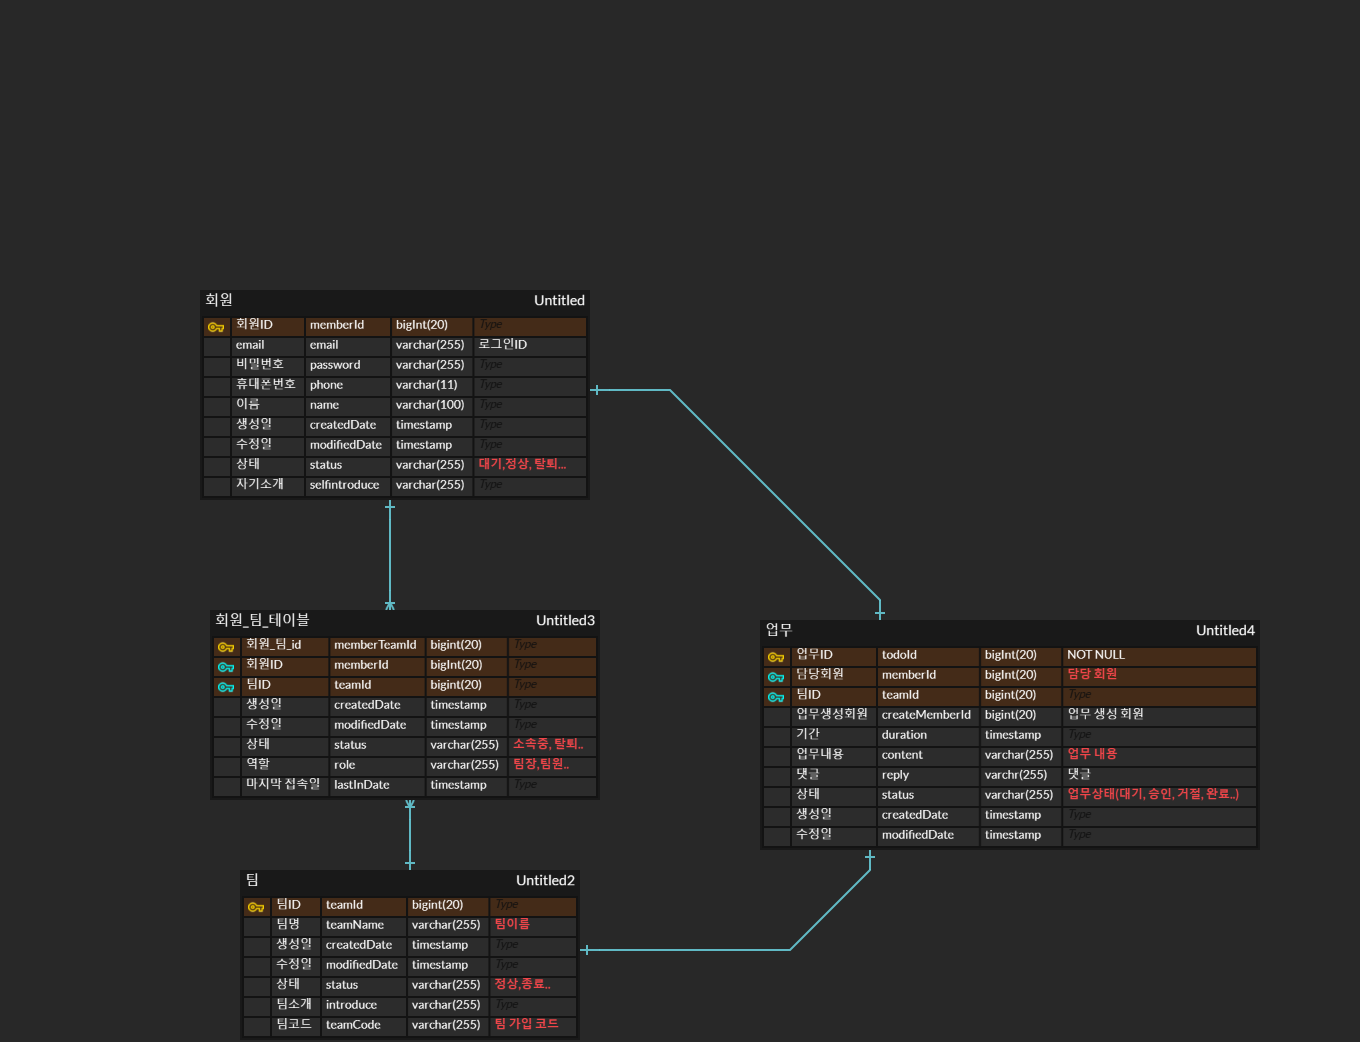 회원 Untitled
회원ID memberId bigInt(20) Type
email email varchar(255) 로그인ID
비밀번호 password varchar(255) Type
휴대폰번호 phone varchar(11) Type
이름 name varchar(100) Type
생성일 createdDate timestamp Type
수정일 modifiedDate timestamp Type
상태 status varchar(255) 대기,정상, 탈퇴...
자기소개 selfintroduce varchar(255) Type
회원_팀_테이블 Untitled3
회원_팀_id memberTeamId bigint(20) Type
회원ID memberId bigInt(20) Type
팀ID teamId bigint(20) Type
생성일 createdDate timestamp Type
수정일 modifiedDate timestamp Type
상태 status varchar(255) 소속중, 탈퇴..
역할 role varchar(255) 팀장,팀원..
마지막 접속일 lastInDate timestamp Type
업무 Untitled4
업무ID todoId bigInt(20) NOT NULL
담당회원 memberId bigInt(20) 담당 회원
팀ID teamId bigint(20) Type
업무생성회원 createMemberId bigint(20) 업무 생성 회원
기간 duration timestamp Type
업무내용 content varchar(255) 업무 내용
댓글 reply varchr(255) 댓글
상태 status varchar(255) 업무상태(대기, 승인, 거절, 완료..)
생성일 createdDate timestamp Type
수정일 modifiedDate timestamp Type
팀 Untitled2
팀ID teamId bigint(20) Type
팀명 teamName varchar(255) 팀이름
생성일 createdDate timestamp Type
수정일 modifiedDate timestamp Type
상태 status varchar(255) 정상,종료..
팀소개 introduce varchar(255) Type
팀코드 teamCode varchar(255) 팀 가입 코드